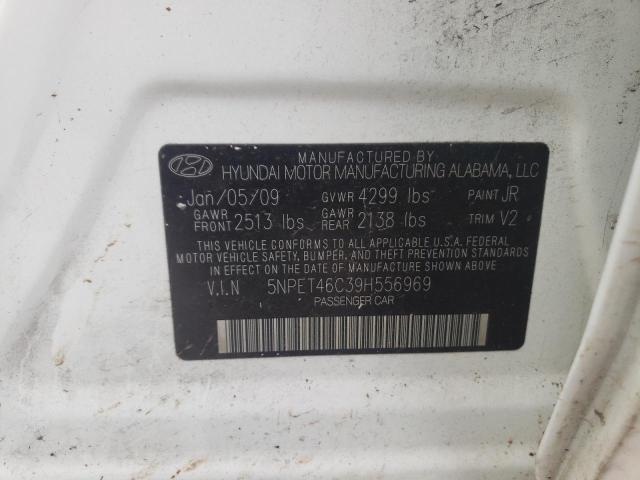 MANUFACTURED BY
HYUNDAI MOTOR MANUFACTURING ALABAMA, LLC
Jan/05/09 GVWR 4299 lbs PAINT JR
GAWR FRONT 2513 lbs GAWR REAR 2138 lbs TRIM V2
THIS VEHICLE CONFORMS TO ALL APPLICABLE U.S.A. FEDERAL
MOTOR VEHICLE SAFETY, BUMPER, AND THEFT STANDARDS
IN EFFECT ON THE DATE OF MANUFACTURE SHOWN ABOVE.
V.I.N 5NPET46C39H556969
PASSENGER CAR